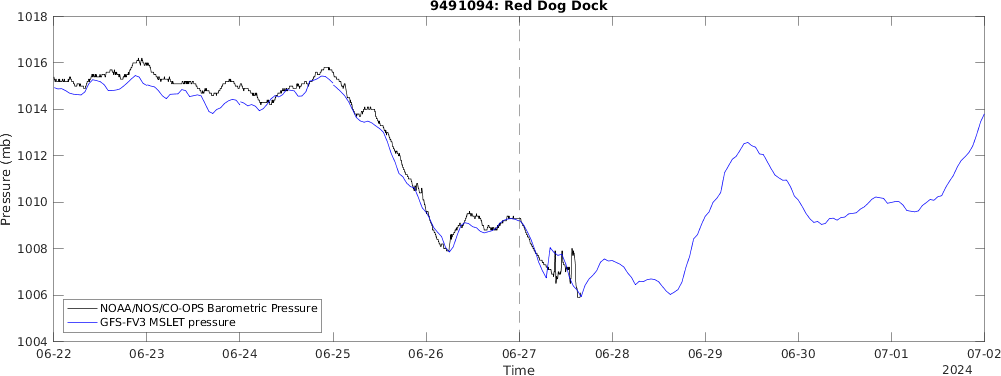 9491094: Red Dog Dock
1018
1016
1014
1012
1010
1008
1006
1004
Pressure (mb)
NOAA/NOS/CO-OPS Barometric Pressure
GFS-FV3 MSLET pressure
06-22 06-23 06-24 06-25 06-26 06-27 06-28 06-29 06-30 07-01 07-02
Time
2024